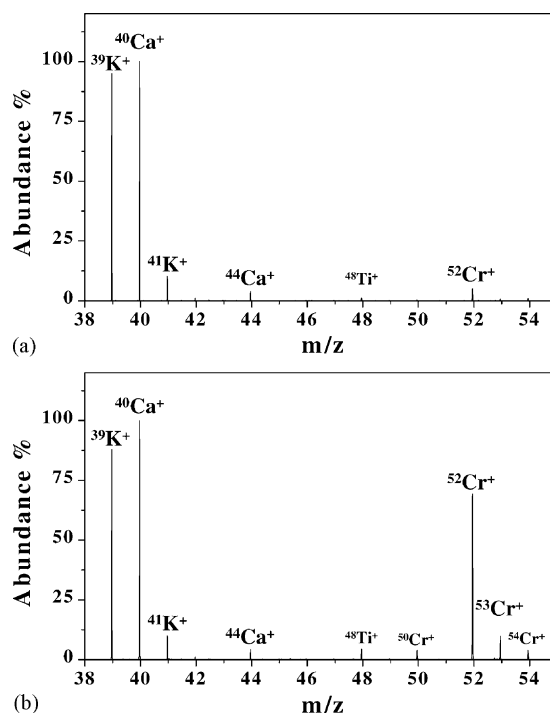 Abundance %
100
75
50
25
0
³⁹K⁺
⁴⁰Ca⁺
⁴¹K⁺
⁴⁴Ca⁺
⁴⁸Ti⁺
⁵²Cr⁺
38 40 42 44 46 48 50 52 54
(a)
m/z
Abundance %
100
75
50
25
0
³⁹K⁺
⁴⁰Ca⁺
⁴¹K⁺
⁴⁴Ca⁺
⁴⁸Ti⁺
⁵⁰Cr⁺
⁵²Cr⁺
⁵³Cr⁺
⁵⁴Cr⁺
38 40 42 44 46 48 50 52 54
(b)
m/z